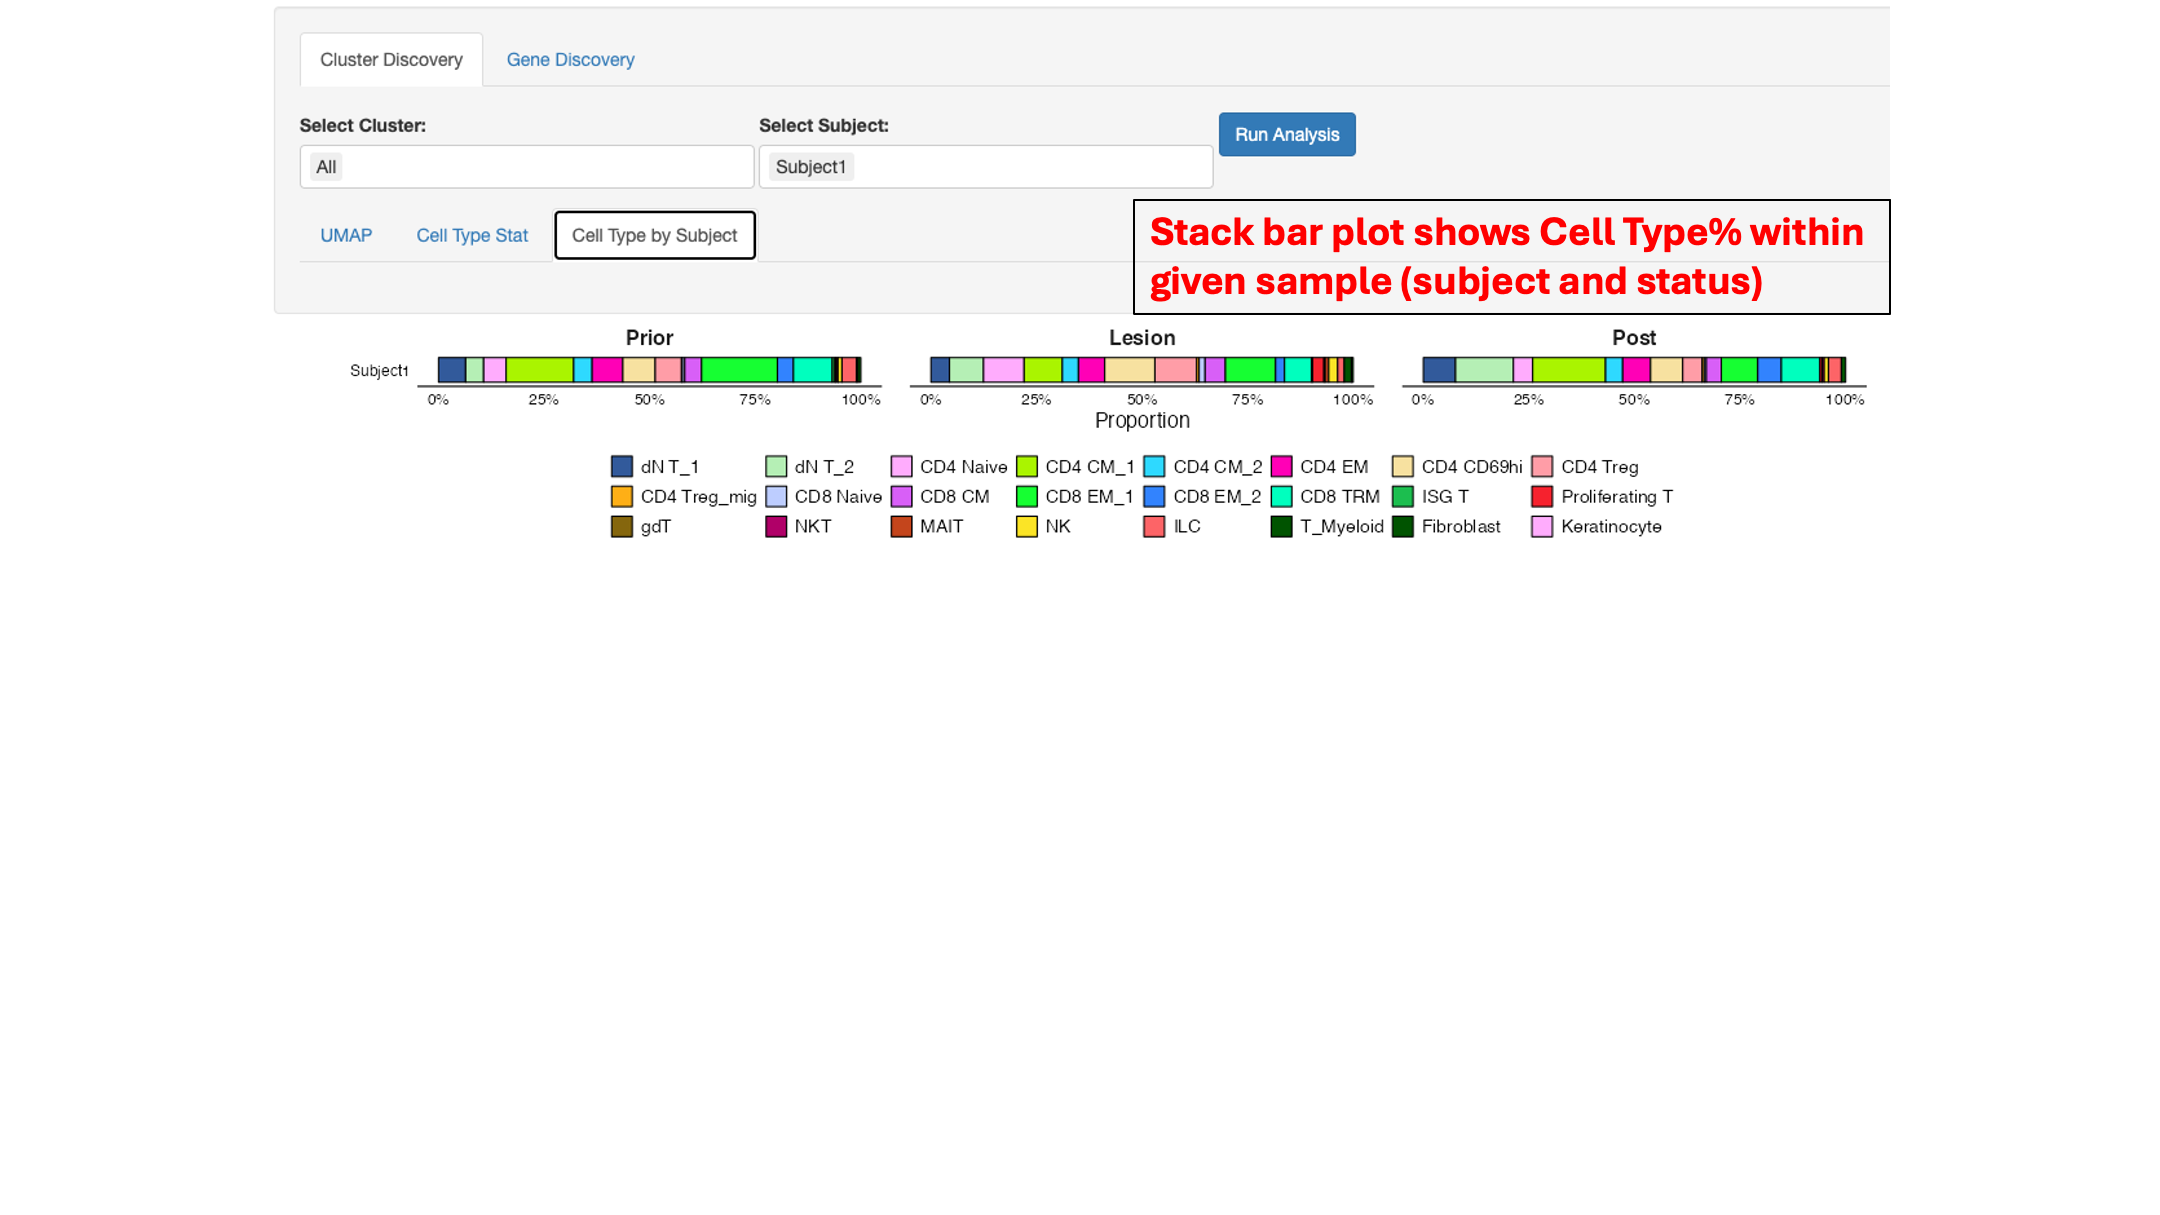 Cluster Discovery Gene Discovery
Select Cluster: Select Subject: Run Analysis
All Subject1
UMAP Cell Type Stat Cell Type by Subject
Stack bar plot shows Cell Type% within
given sample (subject and status)
Prior Lesion Post
Subject1
0% 25% 50% 75% 100% 0% 25% 50% 75% 100% 0% 25% 50% 75% 100%
Proportion
dN T_1 dN T_2 CD4 Naive CD4 CM_1 CD4 CM_2 CD4 EM CD4 CD69hi CD4 Treg
CD4 Treg_mig CD8 Naive CD8 CM CD8 EM_1 CD8 EM_2 CD8 TRM ISG T Proliferating T
gdT NKT MAIT NK ILC T_Myeloid Fibroblast Keratinocyte